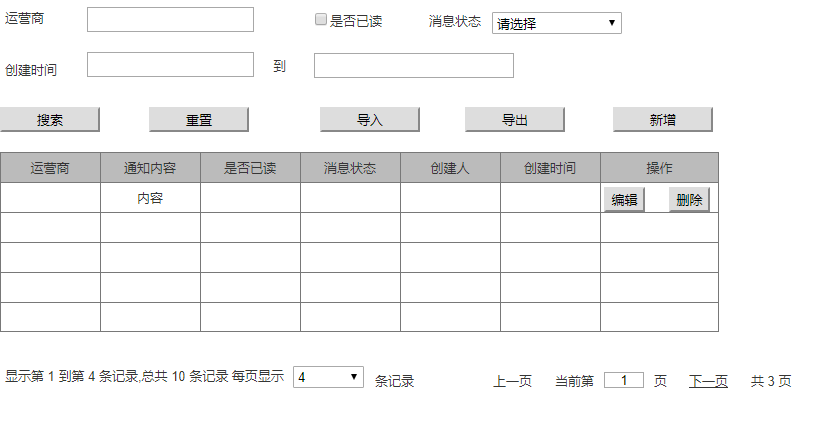 运营商 是否已读 消息状态 请选择
创建时间 到
搜索 重置 导入 导出 新增
运营商 通知内容 是否已读 消息状态 创建人 创建时间 操作
内容 编辑 删除
显示第 1 到第 4 条记录,总共 10 条记录 每页显示 4 条记录 上一页 当前第 1 页 下一页 共 3 页